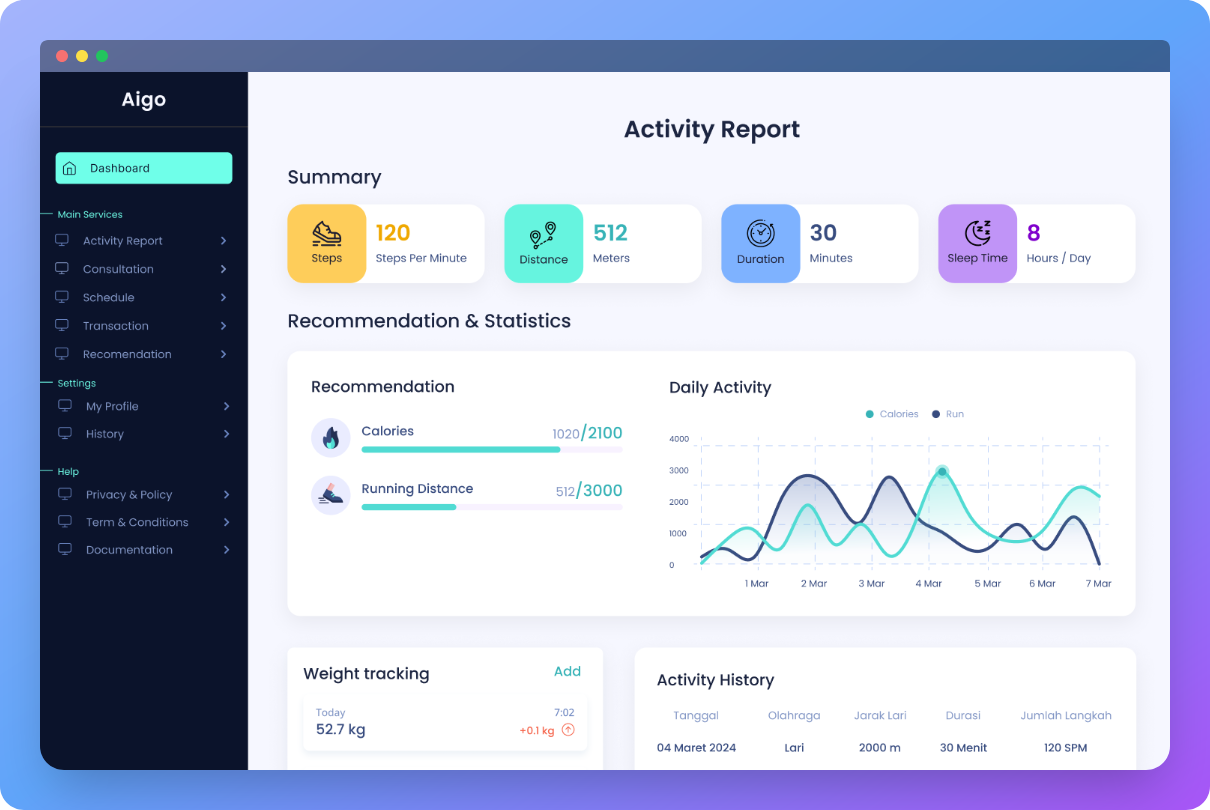 Aigo
Dashboard
Main Services
Activity Report
Consultation
Schedule
Transaction
Recomendation
Settings
My Profile
History
Help
Privacy & Policy
Term & Conditions
Documentation
Activity Report
Summary
Steps
120
Steps Per Minute
Distance
512
Meters
Duration
30
Minutes
Sleep Time
8
Hours / Day
Recommendation & Statistics
Recommendation
Calories 1020/2100
Running Distance 512/3000
Daily Activity
Calories Run
4000
3000
2000
1000
0
1 Mar 2 Mar 3 Mar 4 Mar 5 Mar 6 Mar 7 Mar
Weight tracking Add
Today 7:02
52.7 kg +0.1 kg
Activity History
Tanggal Olahraga Jarak Lari Durasi Jumlah Langkah
04 Maret 2024 Lari 2000 m 30 Menit 120 SPM